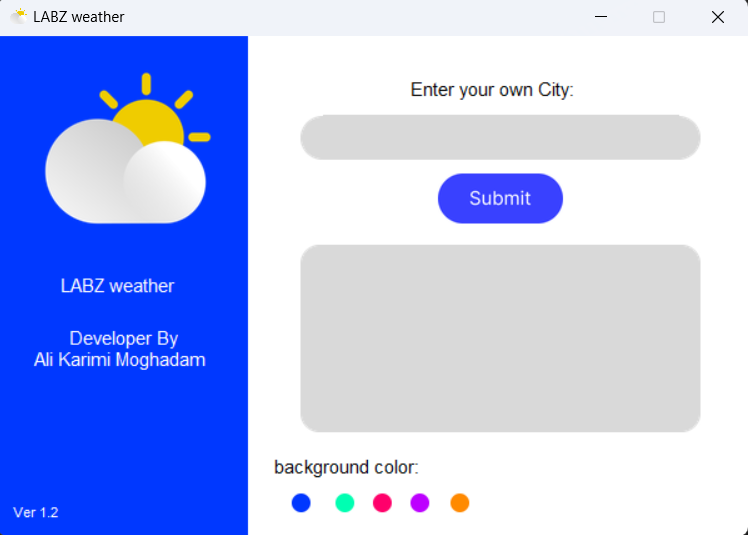 LABZ weather
LABZ weather
Developer By
Ali Karimi Moghadam
Ver 1.2
Enter your own City:
Submit
background color: